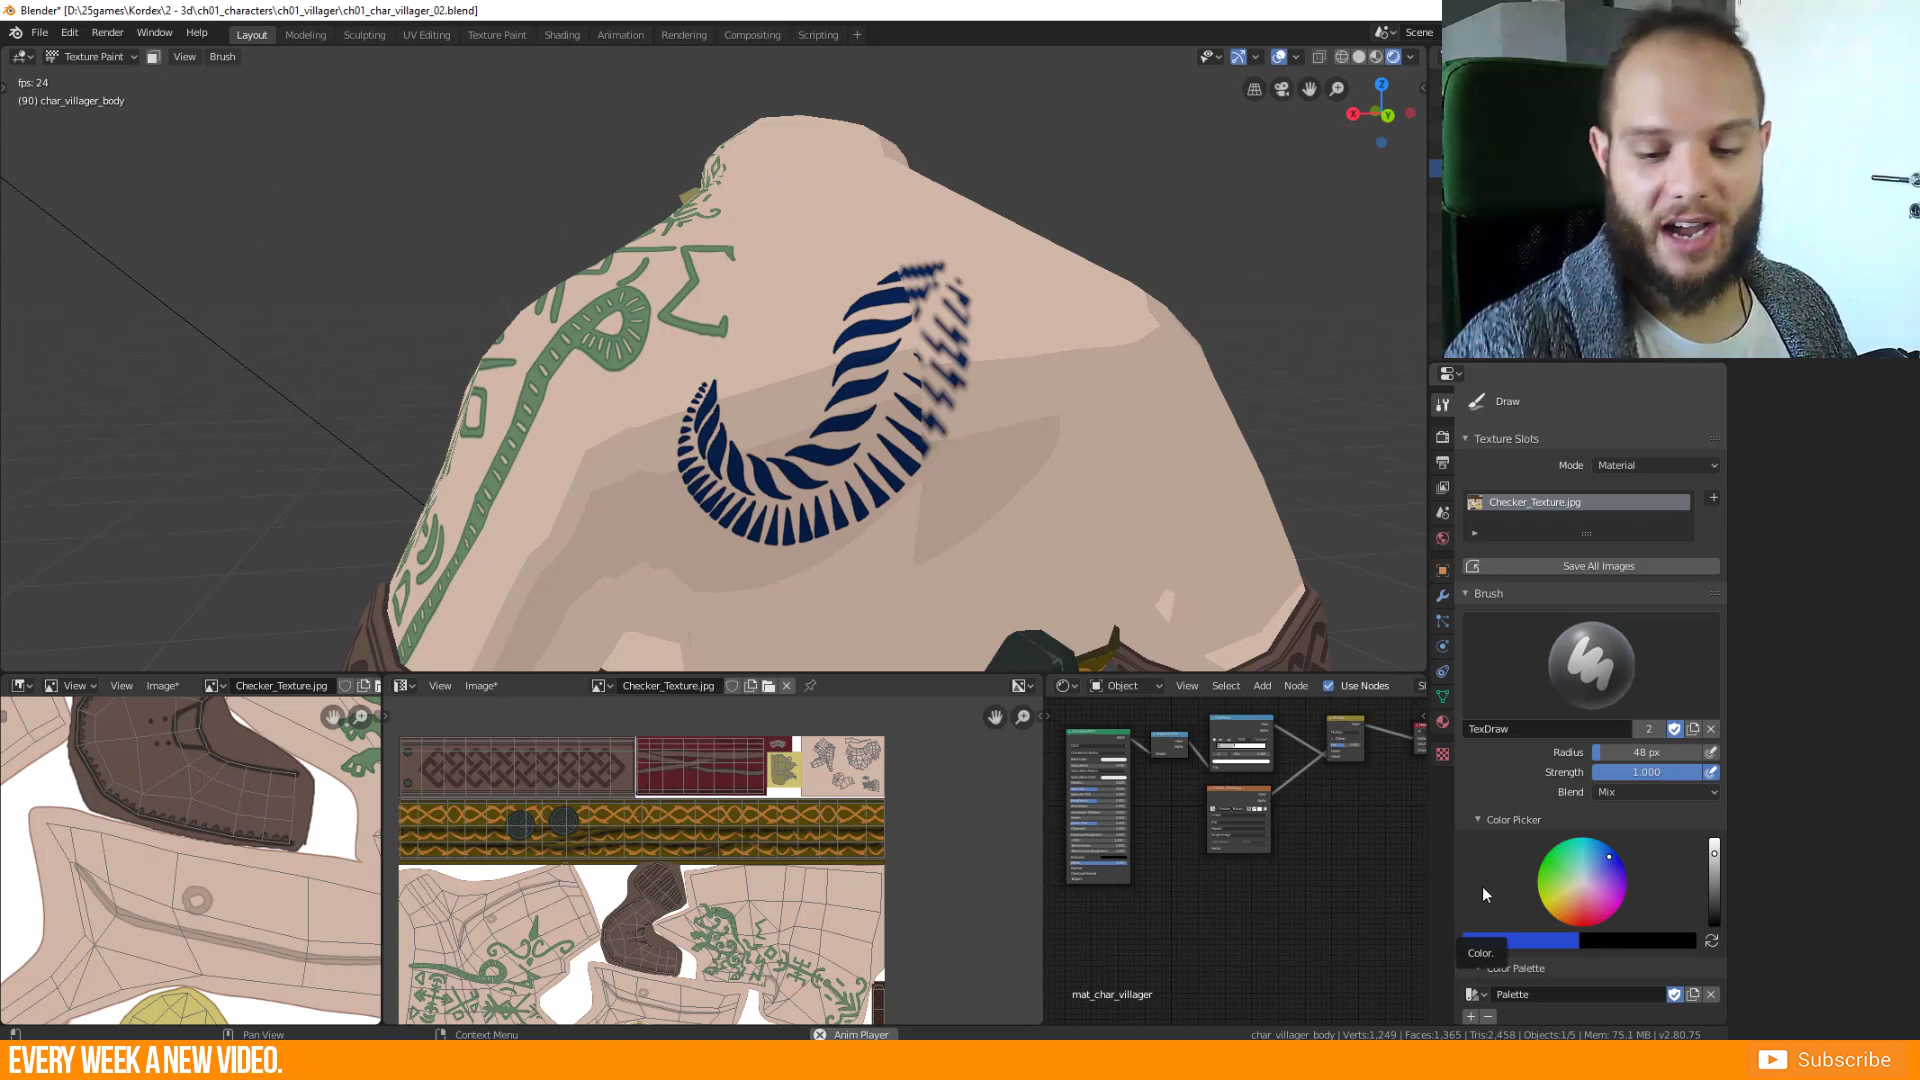 Blender* [D:\25games\Kordex\2 - 3d\ch01_characters\ch01_villager\ch01_char_villager_02.blend]
File Edit Render Window Help Layout Modeling Sculpting UV Editing Texture Paint Shading Animation Rendering Compositing Scripting + Scene
Texture Paint View Brush
fps: 24
(90) char_villager_body
Z
X
Y
Draw
Texture Slots
Mode Material
Checker_Texture.jpg
Save All Images
Brush
TexDraw 2
Radius 48 px
Strength 1.000
Blend Mix
Color Picker
Color.
Color Palette
Palette
View View Image* Checker_Texture.jpg
View Image* Checker_Texture.jpg
Object View Select Add Node Use Nodes
mat_char_villager
Pan View Context Menu Anim Player char_villager_body | Verts:1,249 | Faces:1,365 | Tris:2,458 | Objects:1/5 | Mem: 75.1 MB | v2.80.75
EVERY WEEK A NEW VIDEO.
Subscribe